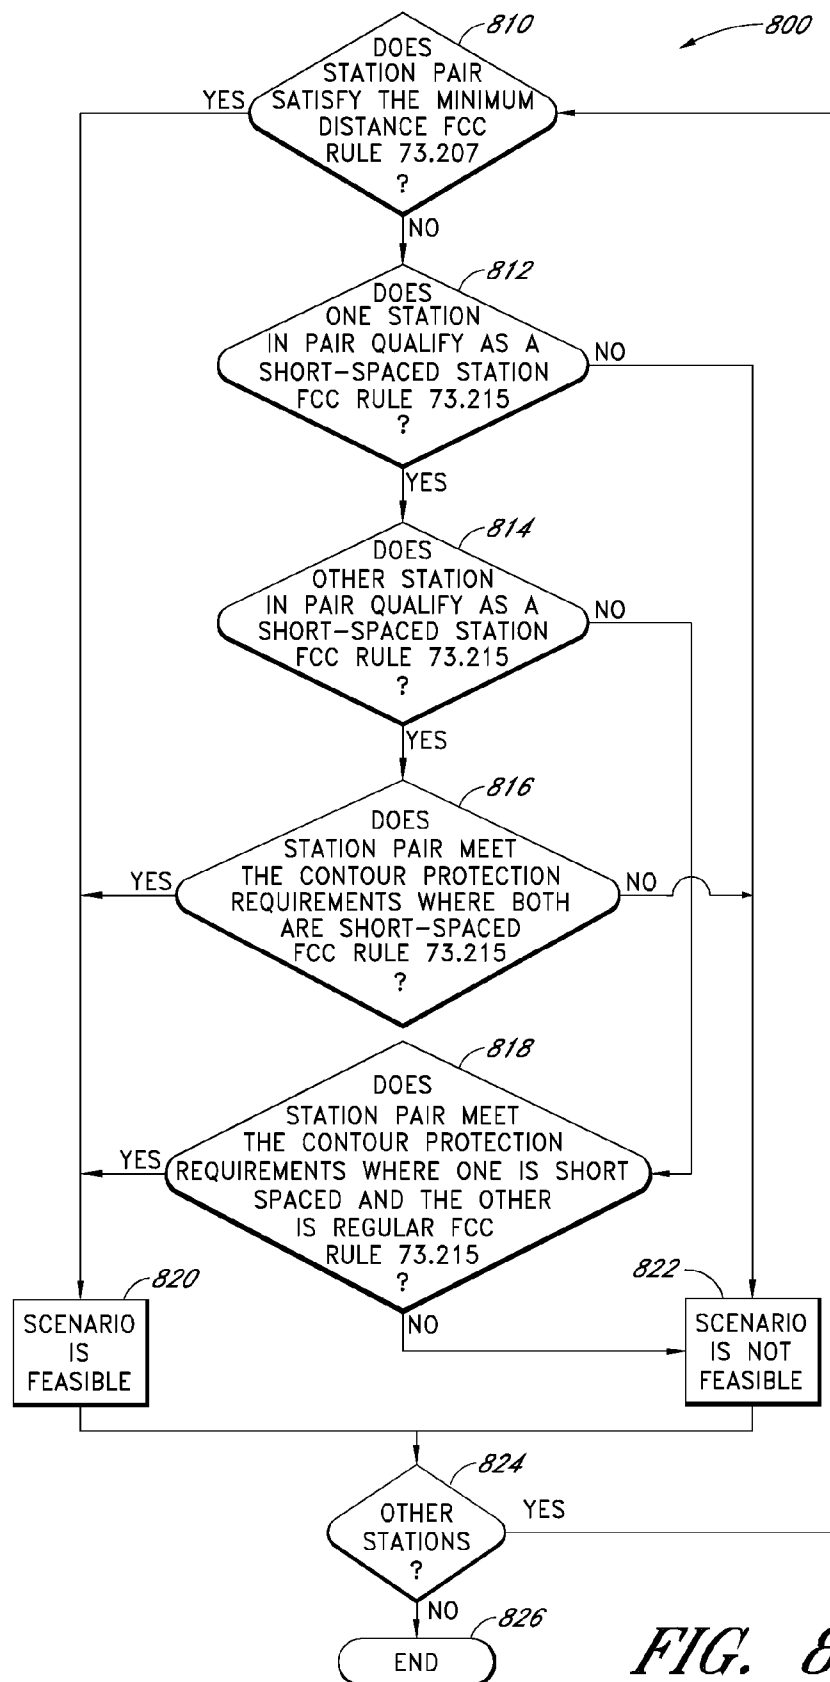 810
800
DOES
STATION PAIR
SATISFY THE MINIMUM
DISTANCE FCC
RULE 73.207
?
YES
NO
812
DOES
ONE STATION
IN PAIR QUALIFY AS A
SHORT-SPACED STATION
FCC RULE 73.215
?
NO
YES
814
DOES
OTHER STATION
IN PAIR QUALIFY AS A
SHORT-SPACED STATION
FCC RULE 73.215
?
NO
YES
816
DOES
STATION PAIR MEET
THE CONTOUR PROTECTION
REQUIREMENTS WHERE BOTH
ARE SHORT-SPACED
FCC RULE 73.215
?
YES
NO
818
DOES
STATION PAIR MEET
THE CONTOUR PROTECTION
REQUIREMENTS WHERE ONE IS SHORT
SPACED AND THE OTHER
IS REGULAR FCC
RULE 73.215
?
YES
NO
820
SCENARIO
IS
FEASIBLE
822
SCENARIO
IS NOT
FEASIBLE
824
OTHER
STATIONS
?
YES
NO
826
END
FIG. 8